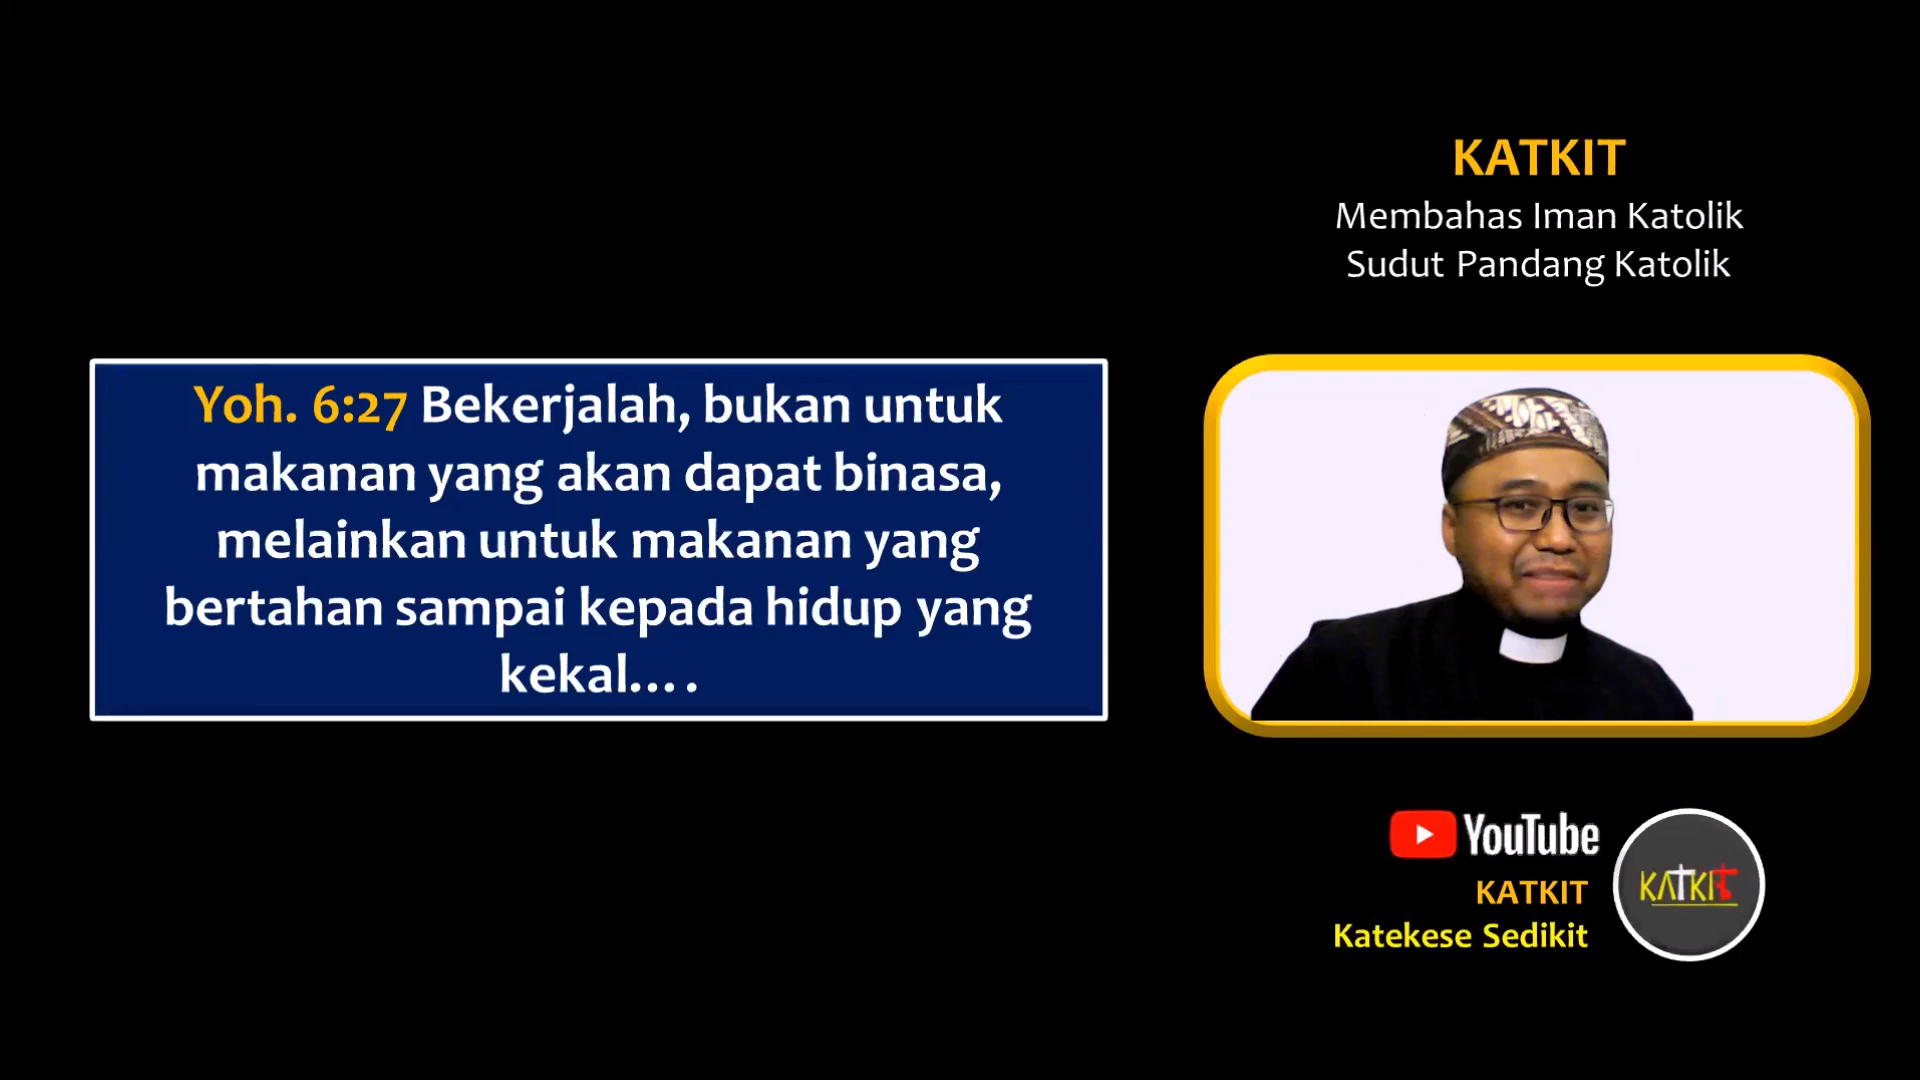 Yoh. 6:27 Bekerjalah, bukan untuk
makanan yang akan dapat binasa,
melainkan untuk makanan yang
bertahan sampai kepada hidup yang
kekal....
KATKIT
Membahas Iman Katolik
Sudut Pandang Katolik
YouTube
KATKIT
Katekese Sedikit
KATKIT